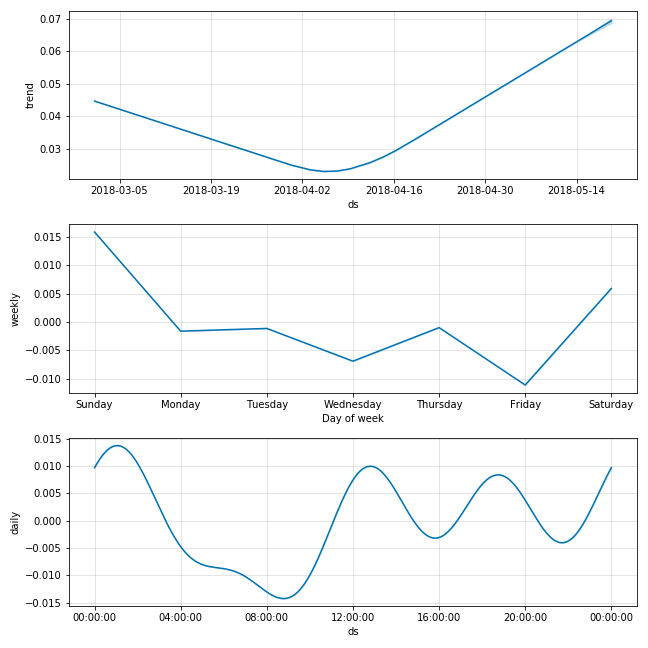 0.07
0.06
0.05
0.04
0.03
trend
2018-03-05 2018-03-19 2018-04-02 2018-04-16 2018-04-30 2018-05-14
ds
0.015
0.010
0.005
0.000
−0.005
−0.010
weekly
Sunday Monday Tuesday Wednesday Thursday Friday Saturday
Day of week
0.015
0.010
0.005
0.000
−0.005
−0.010
−0.015
daily
00:00:00 04:00:00 08:00:00 12:00:00 16:00:00 20:00:00 00:00:00
ds